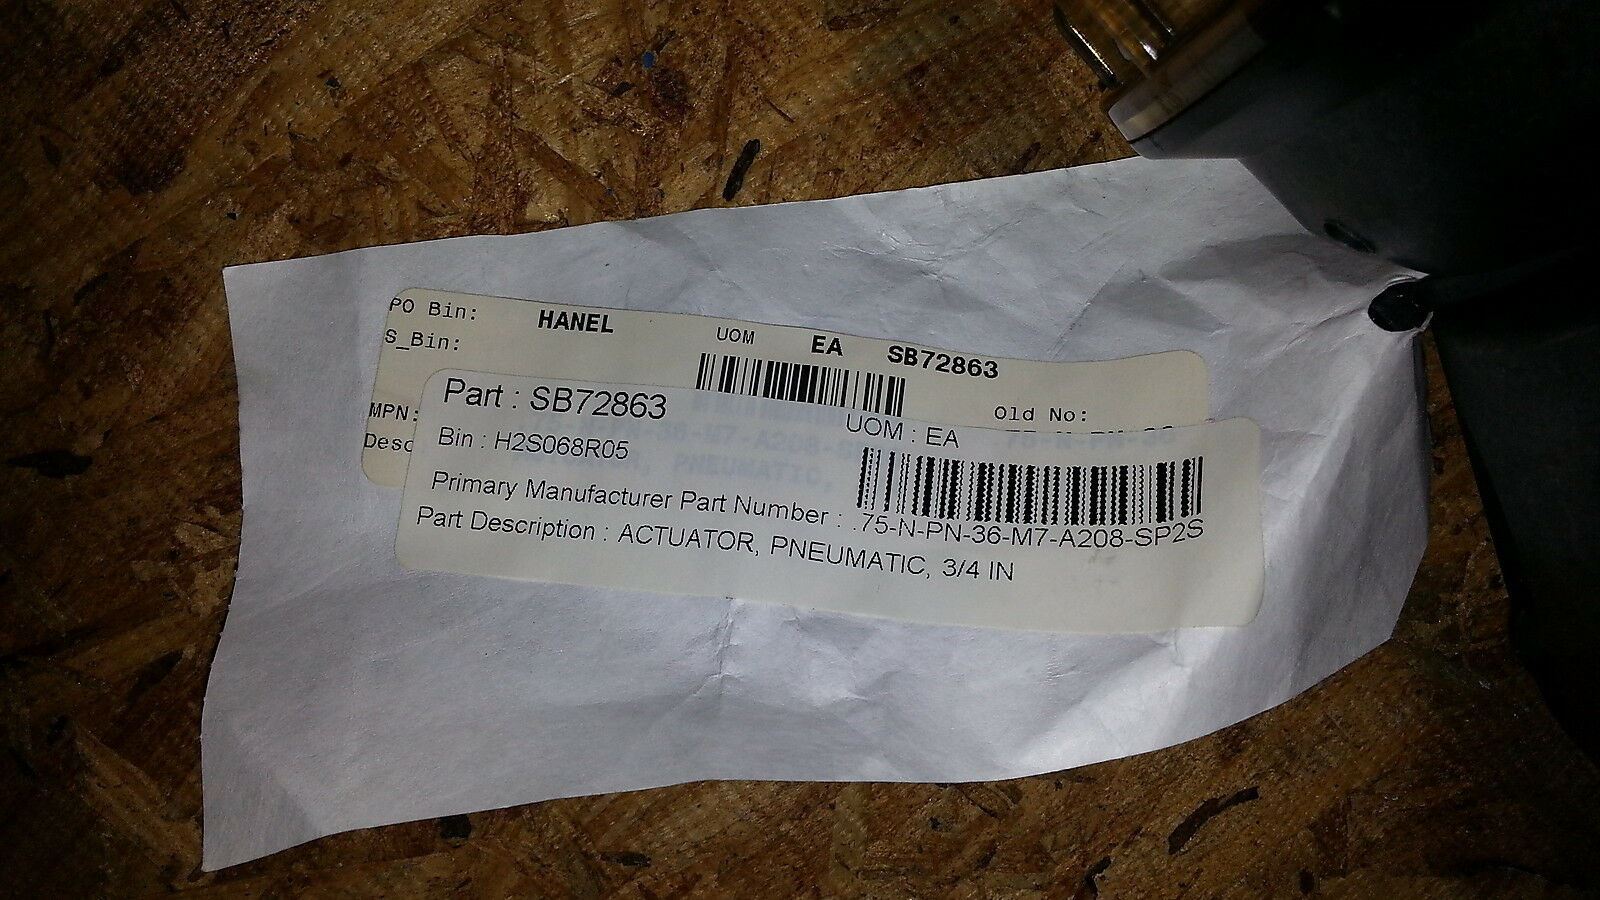 PO Bin: HANEL UOM EA SB72863
S_Bin:
Old No:
MPN:
Desc
Part : SB72863
UOM : EA
Bin : H2S068R05
Primary Manufacturer Part Number : .75-N-PN-36-M7-A208-SP2S
Part Description : ACTUATOR, PNEUMATIC, 3/4 IN